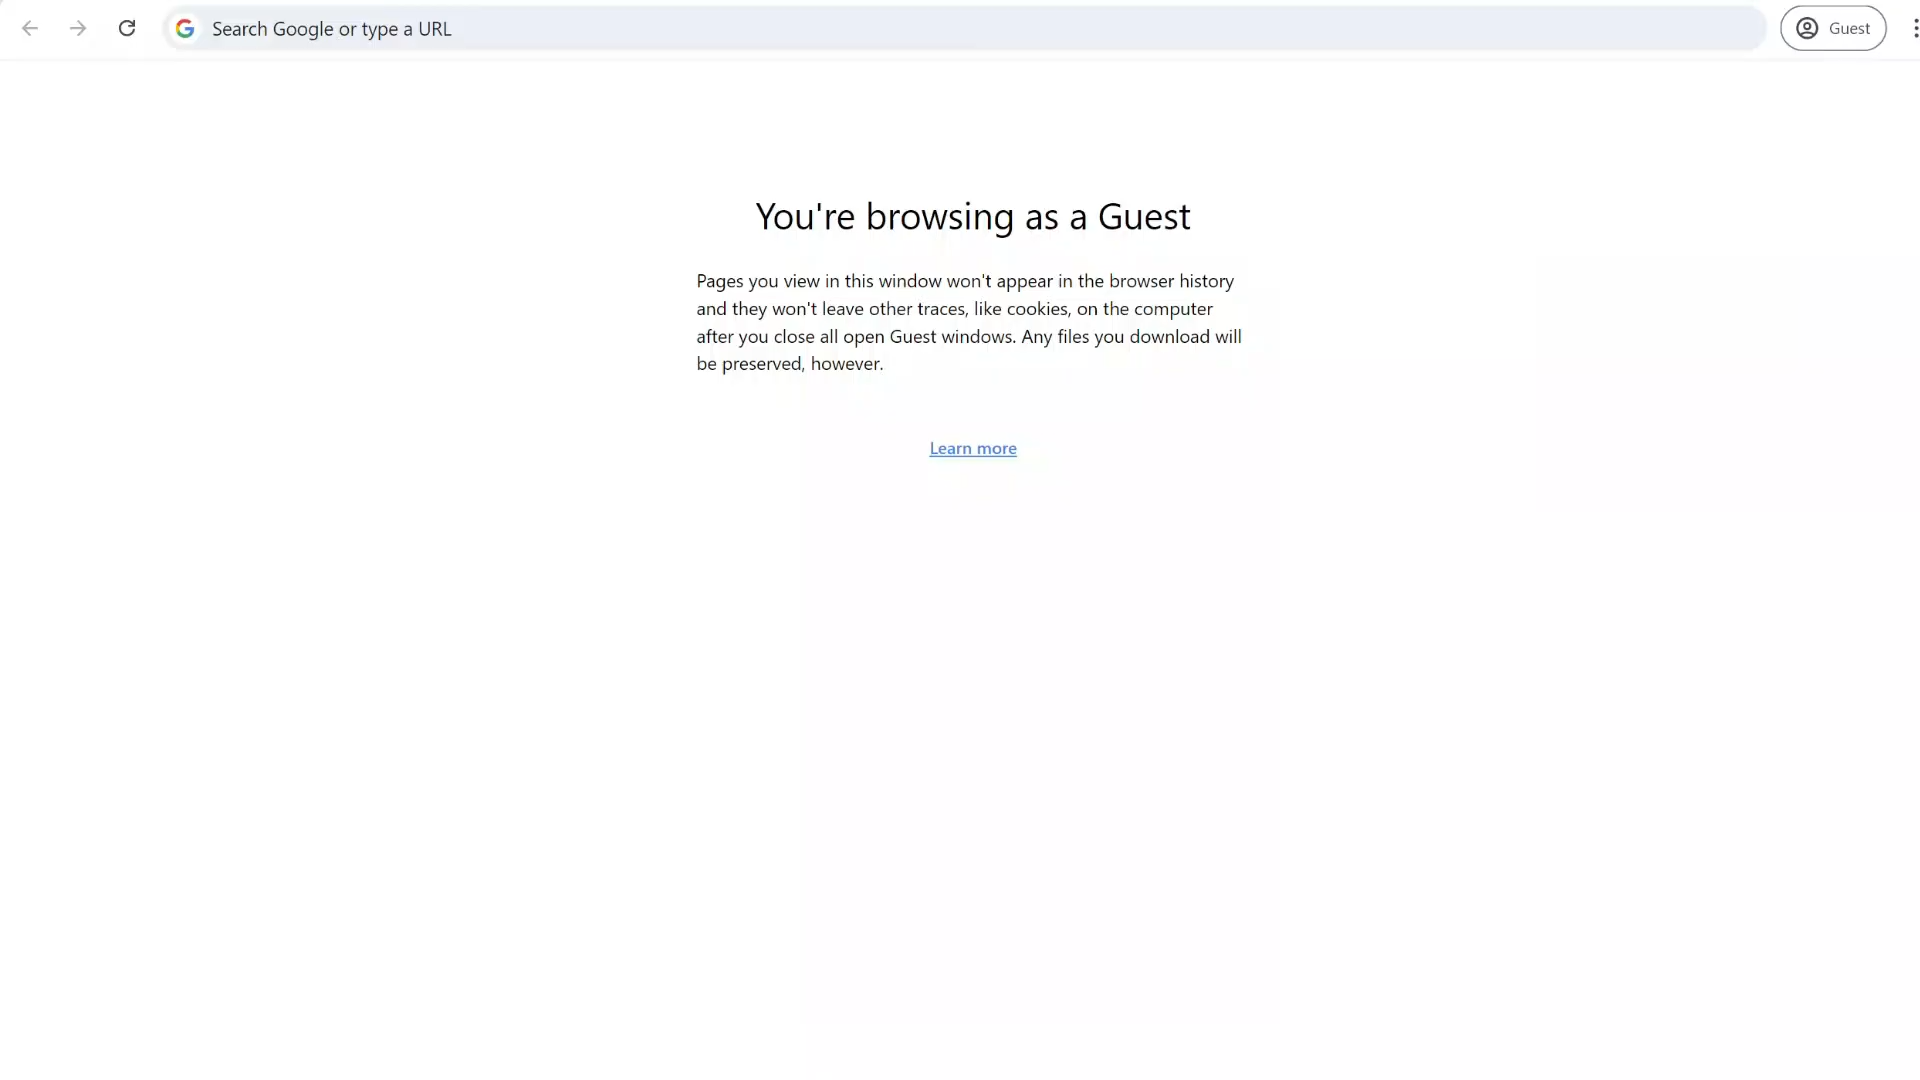 Search Google or type a URL
Guest
You're browsing as a Guest
Pages you view in this window won't appear in the browser history
and they won't leave other traces, like cookies, on the computer
after you close all open Guest windows. Any files you download will
be preserved, however.
Learn more